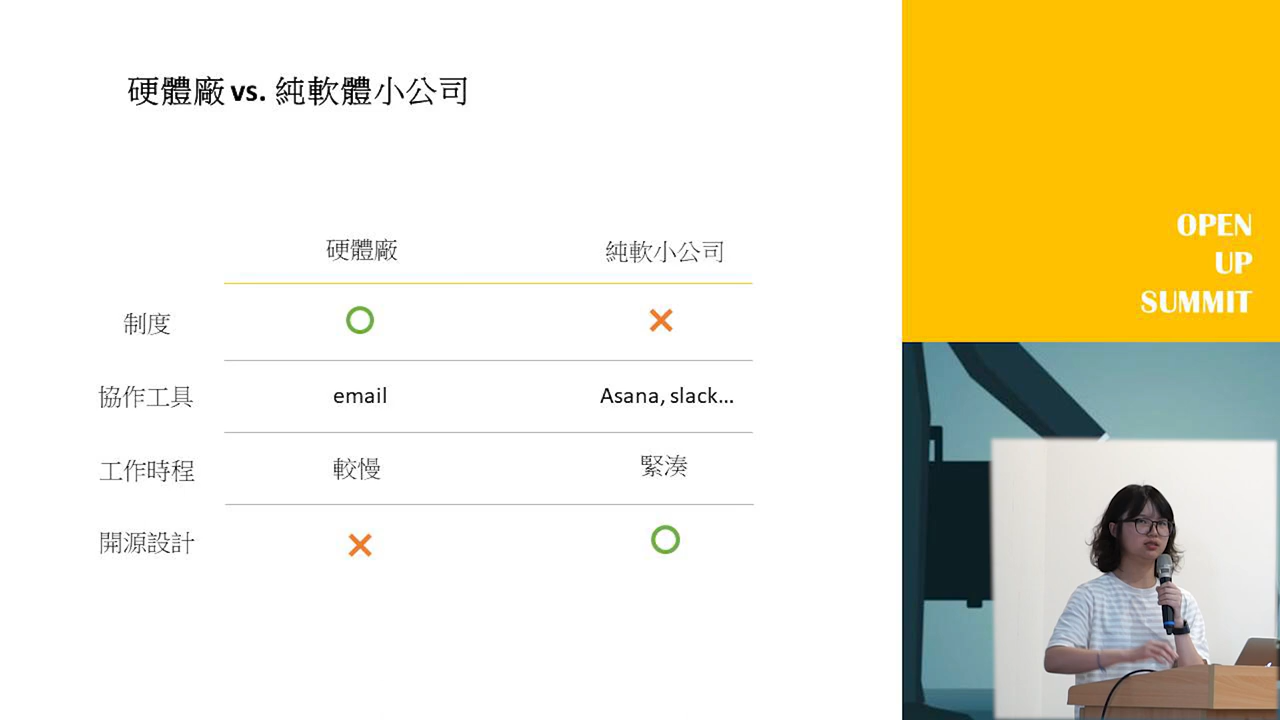 硬體廠 vs. 純軟體小公司
硬體廠 純軟小公司
制度 O X
協作工具 email Asana, slack...
工作時程 較慢 緊湊
開源設計 X O
OPEN
UP
SUMMIT